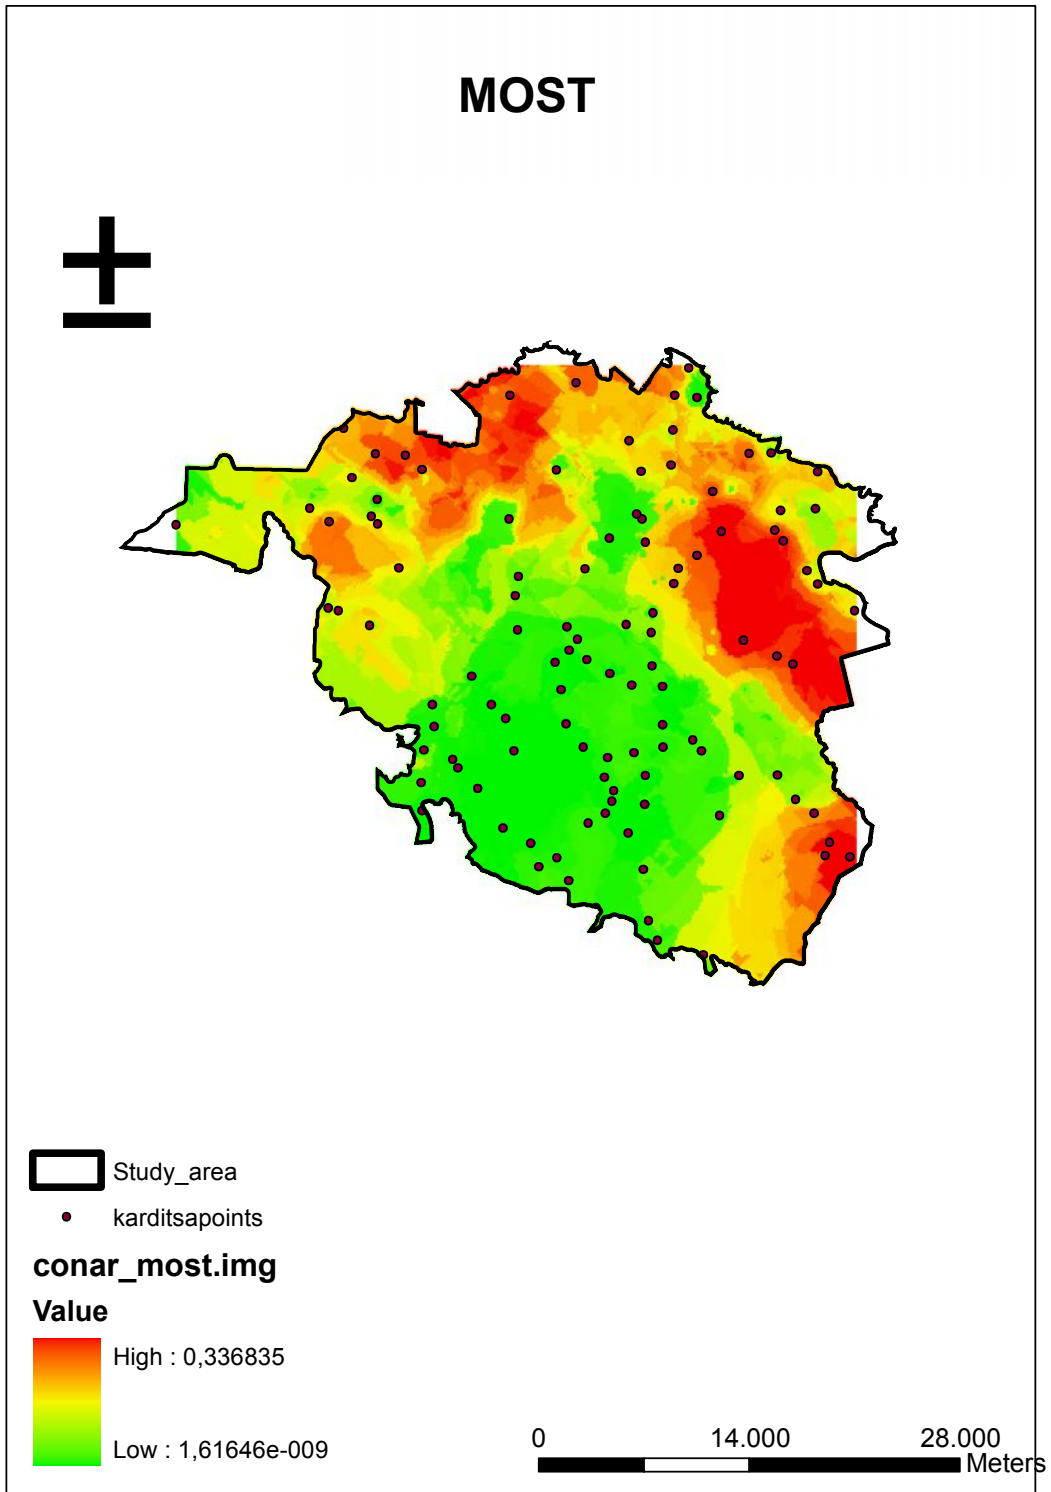 MOST
Study_area
karditsapoints
conar_most.img
Value
High : 0,336835
Low : 1,61646e-009
0 14.000 28.000
Meters